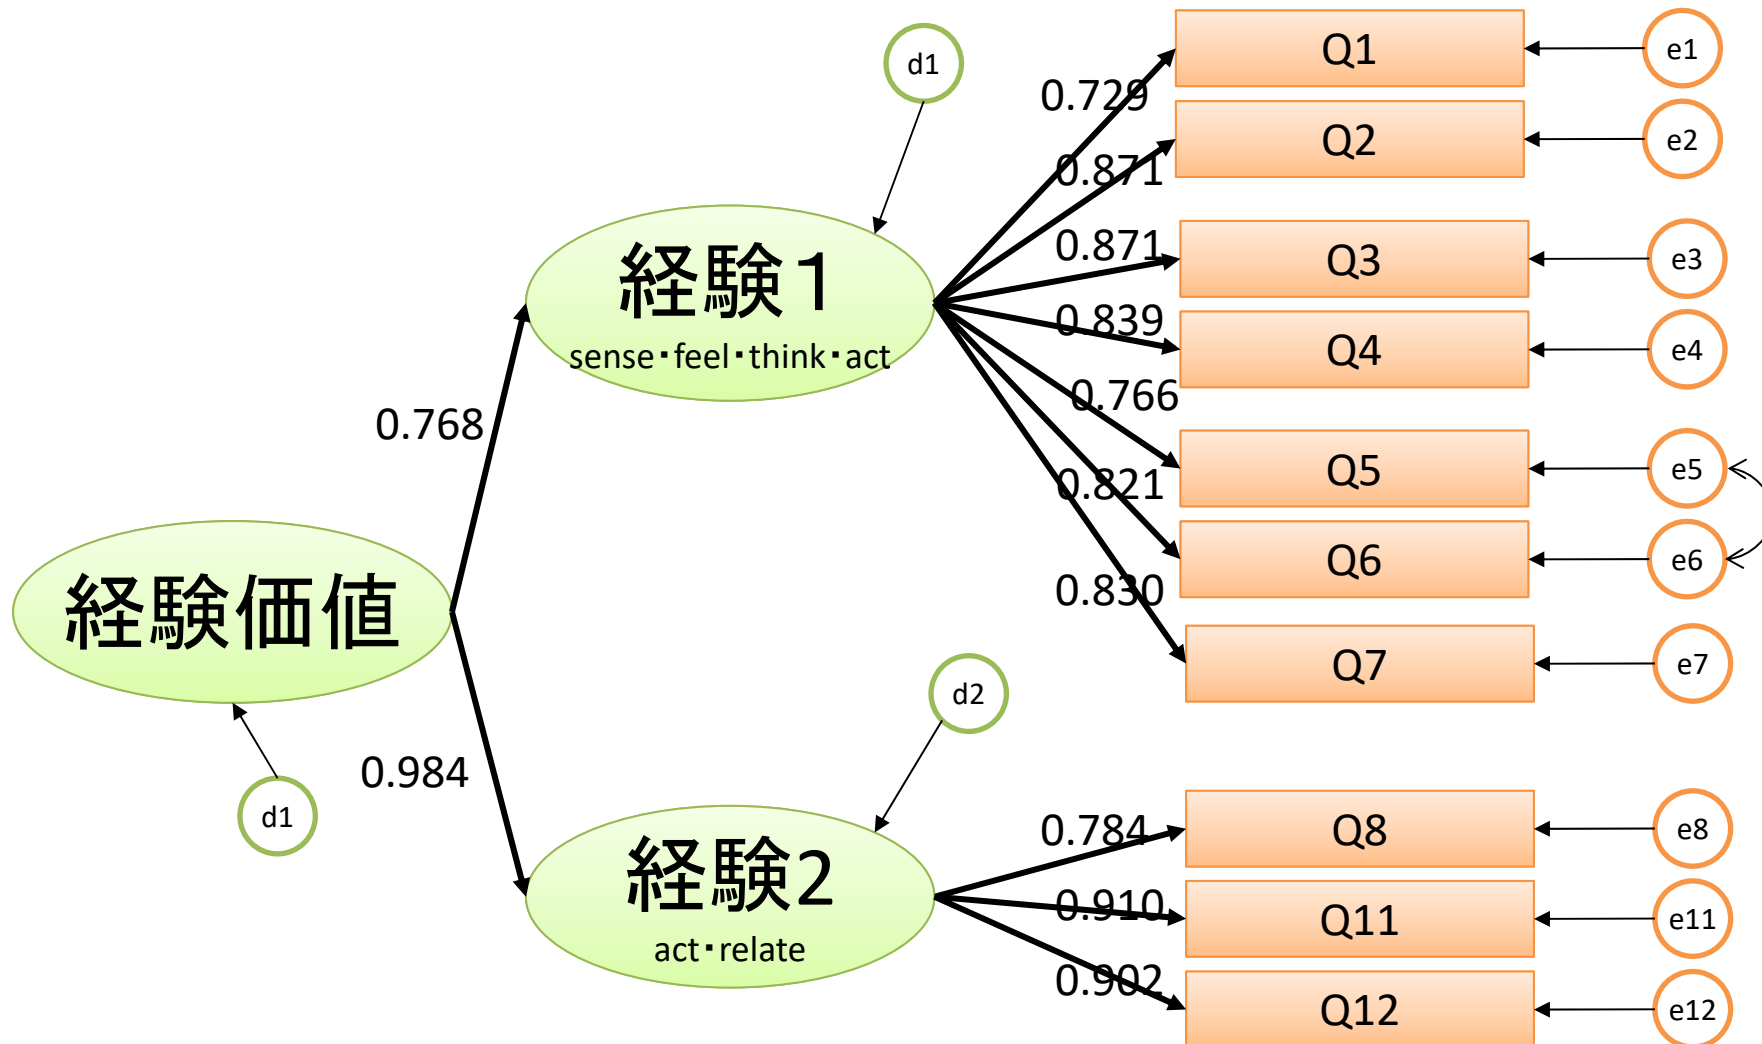 d1
Q1
e1
0.729
Q2
e2
0.871
経験1
sense・feel・think・act
0.871
Q3
e3
0.839
Q4
e4
0.768
0.766
Q5
e5
0.821
Q6
e6
経験価値
0.830
Q7
e7
d2
0.984
d1
0.784
Q8
e8
経験2
act・relate
0.910
Q11
e11
0.902
Q12
e12